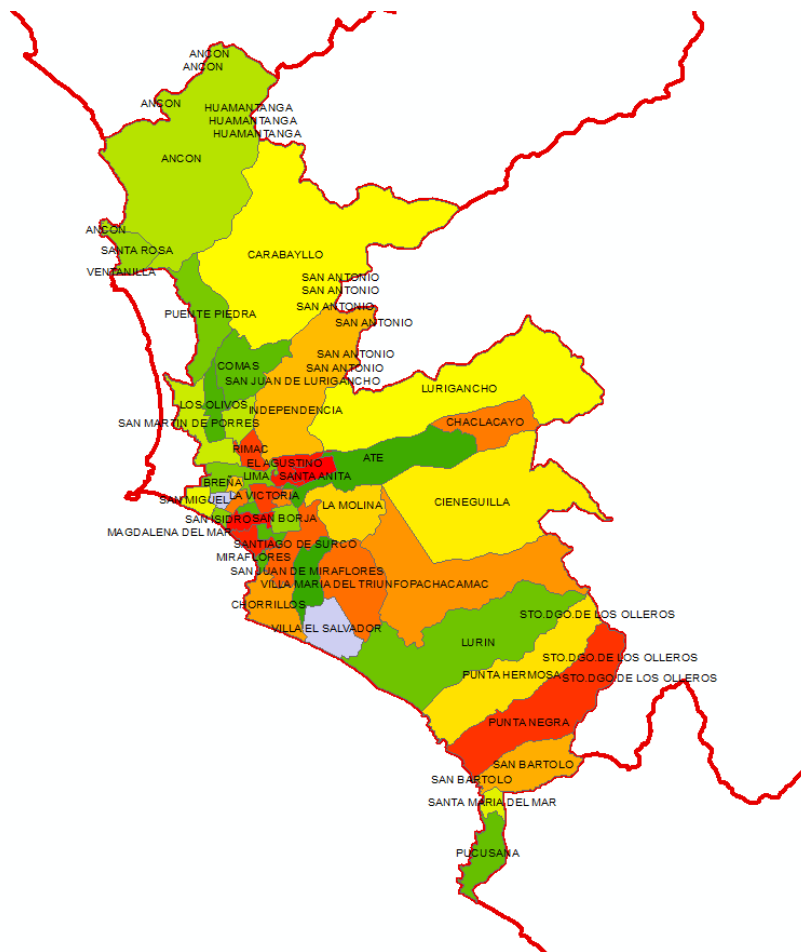 ANCON
ANCON
ANCON
HUAMANTANGA
HUAMANTANGA
HUAMANTANGA
ANCON
ANCON
SANTA ROSA
CARABAYLLO
VENTANILLA
SAN ANTONIO
SAN ANTONIO
SAN ANTONIO
PUENTE PIEDRA
SAN ANTONIO
SAN ANTONIO
COMAS
SAN ANTONIO
SAN JUAN DE LURIGANCHO
LURIGANCHO
LOS OLIVOS
INDEPENDENCIA
SAN MARTIN DE PORRES
CHACLACAYO
RIMAC
ATE
EL AGUSTINO
LIMA
SANTA ANITA
BREÑA
SAN MIGUEL
LA VICTORIA
LA MOLINA
CIENEGUILLA
SAN ISIDRO
SAN BORJA
MAGDALENA DEL MAR
SANTIAGO DE SURCO
MIRAFLORES
SAN JUAN DE MIRAFLORES
VILLA MARIA DEL TRIUNFO
PACHACAMAC
CHORRILLOS
STO.DGO.DE LOS OLLEROS
VILLA EL SALVADOR
LURIN
STO.DGO.DE LOS OLLEROS
PUNTA HERMOSA
STO.DGO.DE LOS OLLEROS
PUNTA NEGRA
SAN BARTOLO
SAN BARTOLO
SANTA MARIA DEL MAR
PUCUSANA